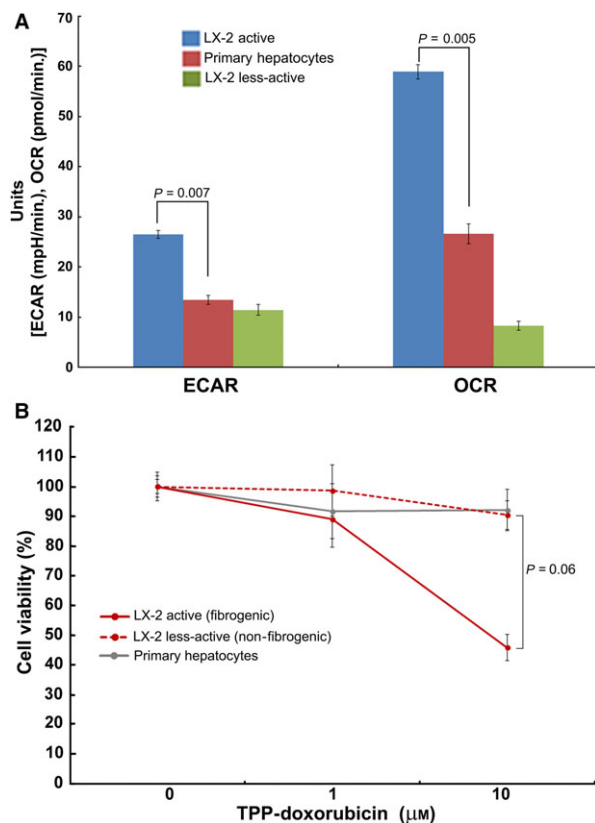 A
70
60
50
40
30
20
10
0
Units
[ECAR (mpH/min.), OCR (pmol/min.)]
LX-2 active
Primary hepatocytes
LX-2 less-active
P = 0.007
P = 0.005
ECAR
OCR
B
120
110
100
90
80
70
60
50
40
30
20
10
0
Cell viability (%)
P = 0.06
LX-2 active (fibrogenic)
LX-2 less-active (non-fibrogenic)
Primary hepatocytes
0
1
10
TPP-doxorubicin (μM)